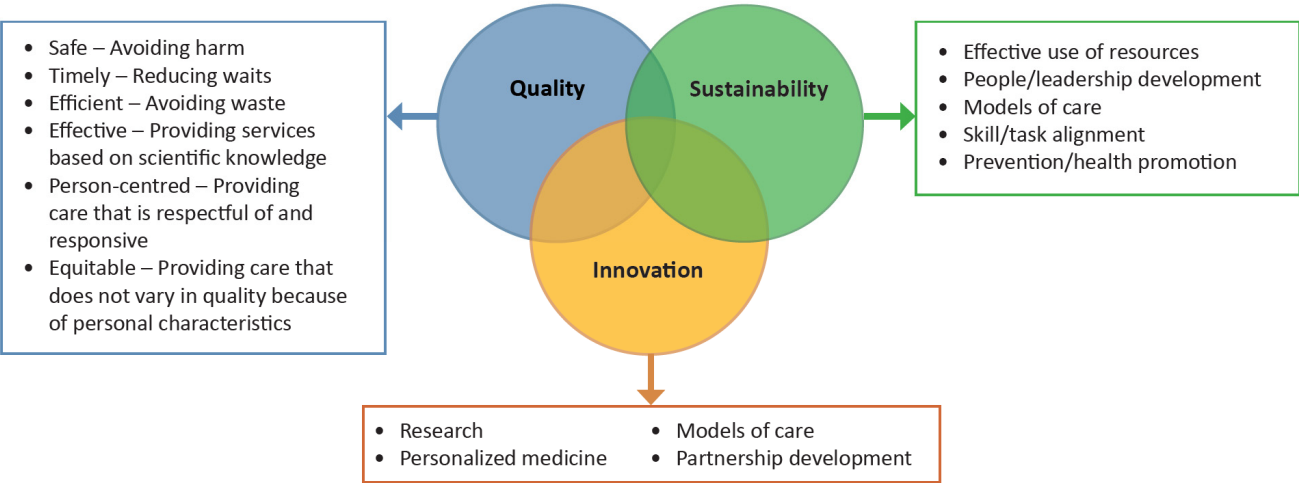 • Safe – Avoiding harm
• Timely – Reducing waits
• Efficient – Avoiding waste
• Effective – Providing services
based on scientific knowledge
• Person-centred – Providing
care that is respectful of and
responsive
• Equitable – Providing care that
does not vary in quality because
of personal characteristics
Quality
Sustainability
Innovation
• Effective use of resources
• People/leadership development
• Models of care
• Skill/task alignment
• Prevention/health promotion
• Research
• Personalized medicine
• Models of care
• Partnership development